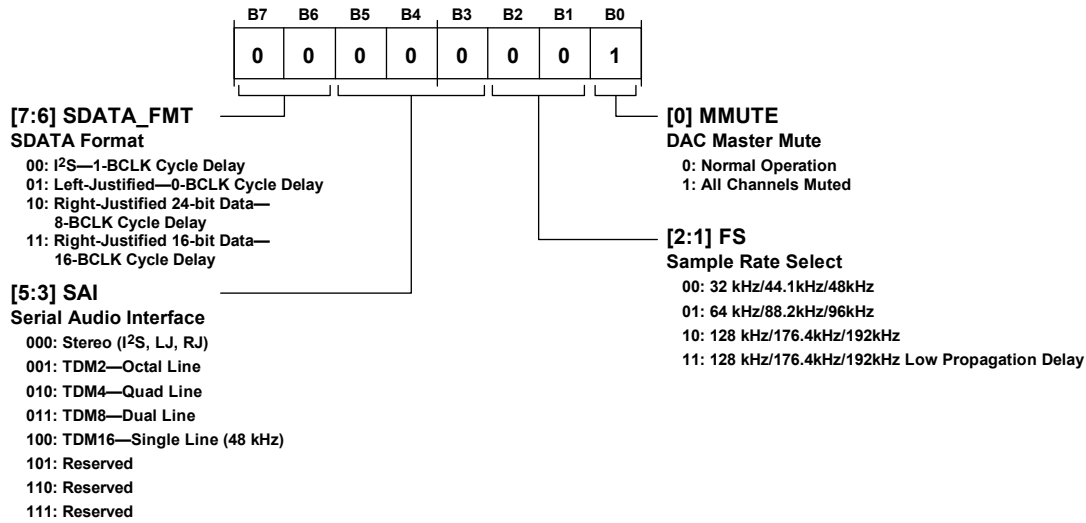 B7 B6 B5 B4 B3 B2 B1 B0
0 0 0 0 0 0 0 1
[7:6] SDATA_FMT
SDATA Format
00: I2S—1-BCLK Cycle Delay
01: Left-Justified—0-BCLK Cycle Delay
10: Right-Justified 24-bit Data—
8-BCLK Cycle Delay
11: Right-Justified 16-bit Data—
16-BCLK Cycle Delay
[5:3] SAI
Serial Audio Interface
000: Stereo (I2S, LJ, RJ)
001: TDM2—Octal Line
010: TDM4—Quad Line
011: TDM8—Dual Line
100: TDM16—Single Line (48 kHz)
101: Reserved
110: Reserved
111: Reserved
[0] MMUTE
DAC Master Mute
0: Normal Operation
1: All Channels Muted
[2:1] FS
Sample Rate Select
00: 32 kHz/44.1kHz/48kHz
01: 64 kHz/88.2kHz/96kHz
10: 128 kHz/176.4kHz/192kHz
11: 128 kHz/176.4kHz/192kHz Low Propagation Delay